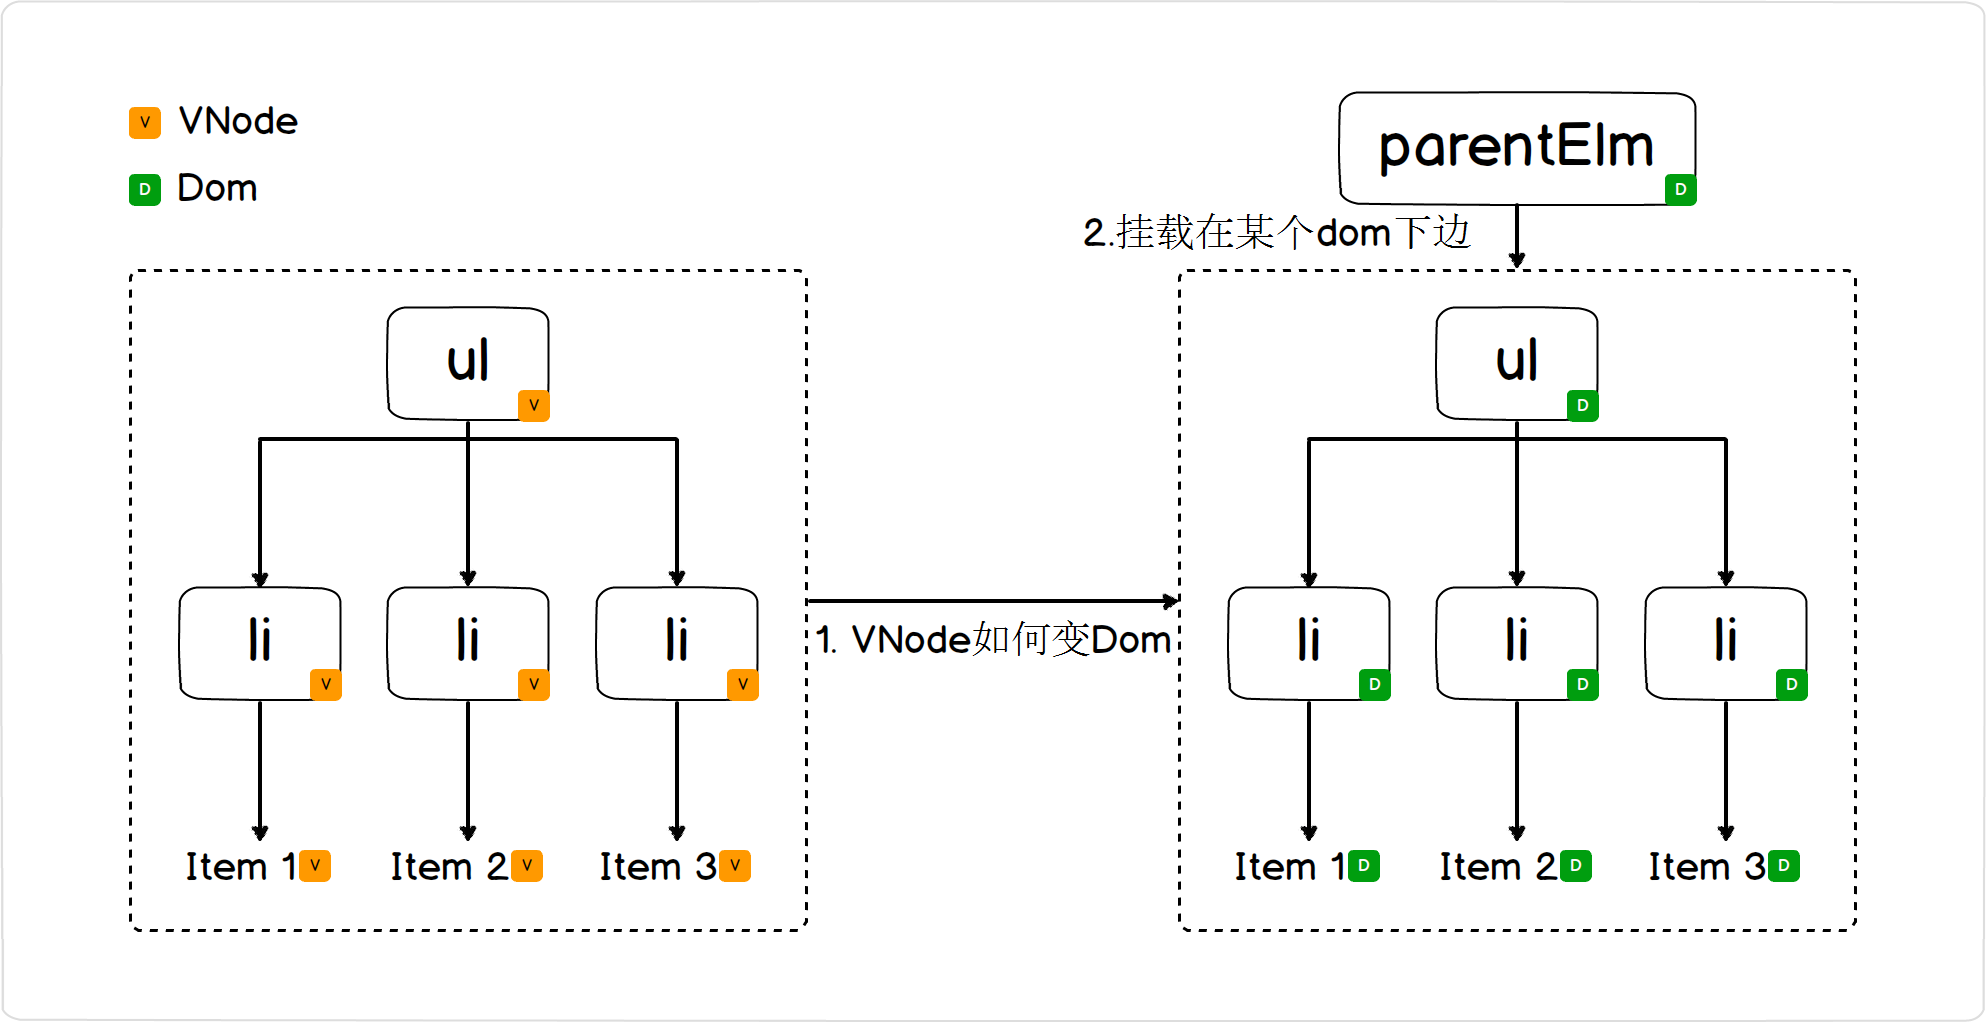 V VNode
D Dom
parentElm
D
2.挂载在某个dom下边
ul
V
ul
D
li
V
li
V
li
V
1. VNode如何变Dom
li
D
li
D
li
D
Item 1 V
Item 2 V
Item 3 V
Item 1 D
Item 2 D
Item 3 D